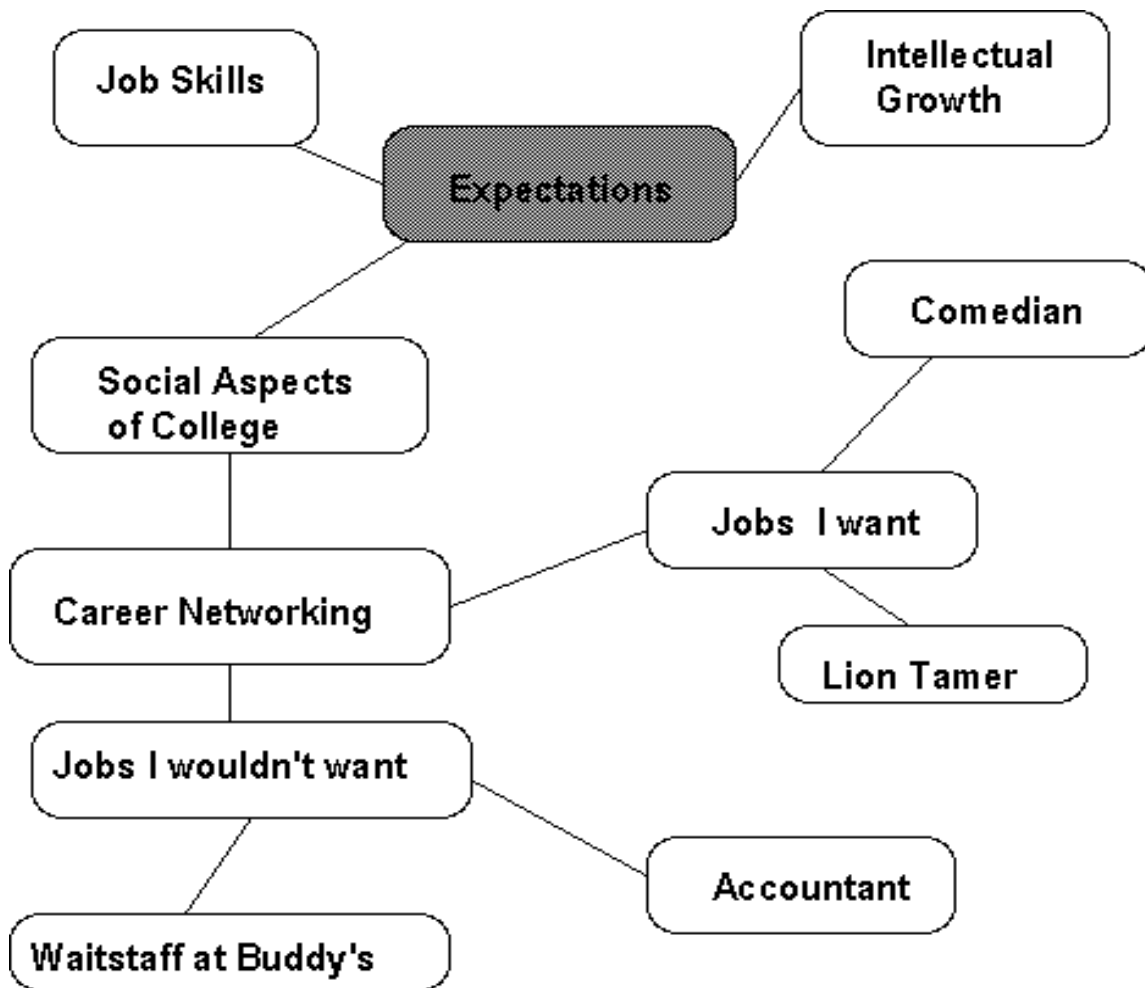 Job Skills
Intellectual
Growth
Expectations
Comedian
Social Aspects
of College
Jobs I want
Career Networking
Lion Tamer
Jobs I wouldn't want
Accountant
Waitstaff at Buddy's